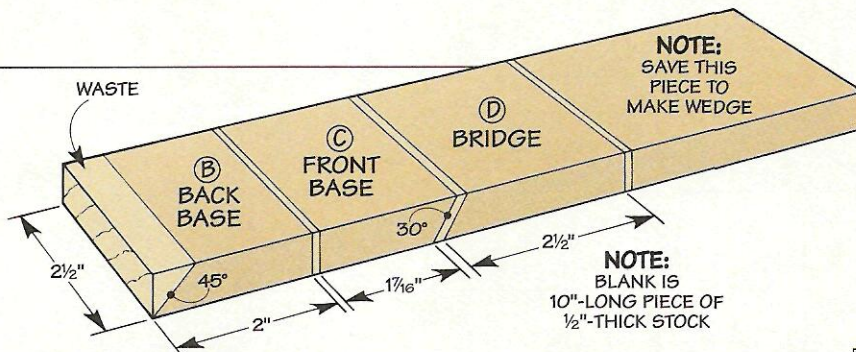 WASTE
Ⓑ
BACK
BASE
Ⓒ
FRONT
BASE
Ⓓ
BRIDGE
NOTE:
SAVE THIS
PIECE TO
MAKE WEDGE
2½"
45°
2"
30°
1⁷⁄₁₆"
2½"
NOTE:
BLANK IS
10"-LONG PIECE OF
½"-THICK STOCK